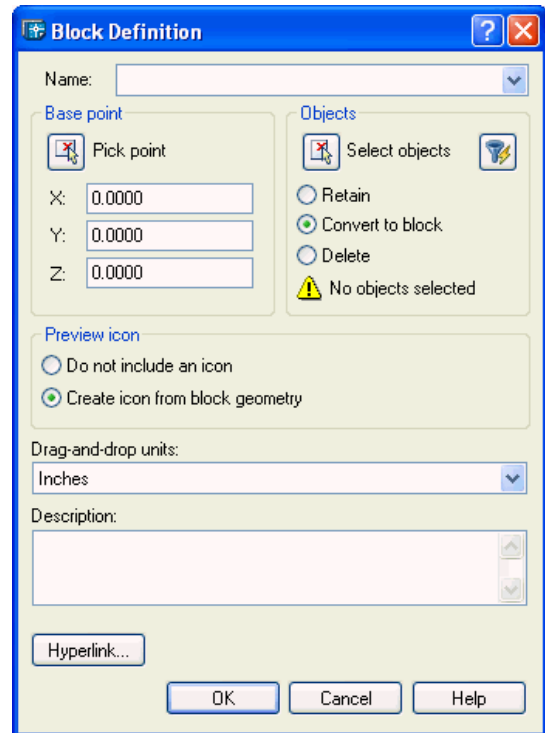 Block Definition
Name:
Base point
Pick point
X: 0.0000
Y: 0.0000
Z: 0.0000
Objects
Select objects
Retain
Convert to block
Delete
No objects selected
Preview icon
Do not include an icon
Create icon from block geometry
Drag-and-drop units:
Inches
Description:
Hyperlink...
OK Cancel Help